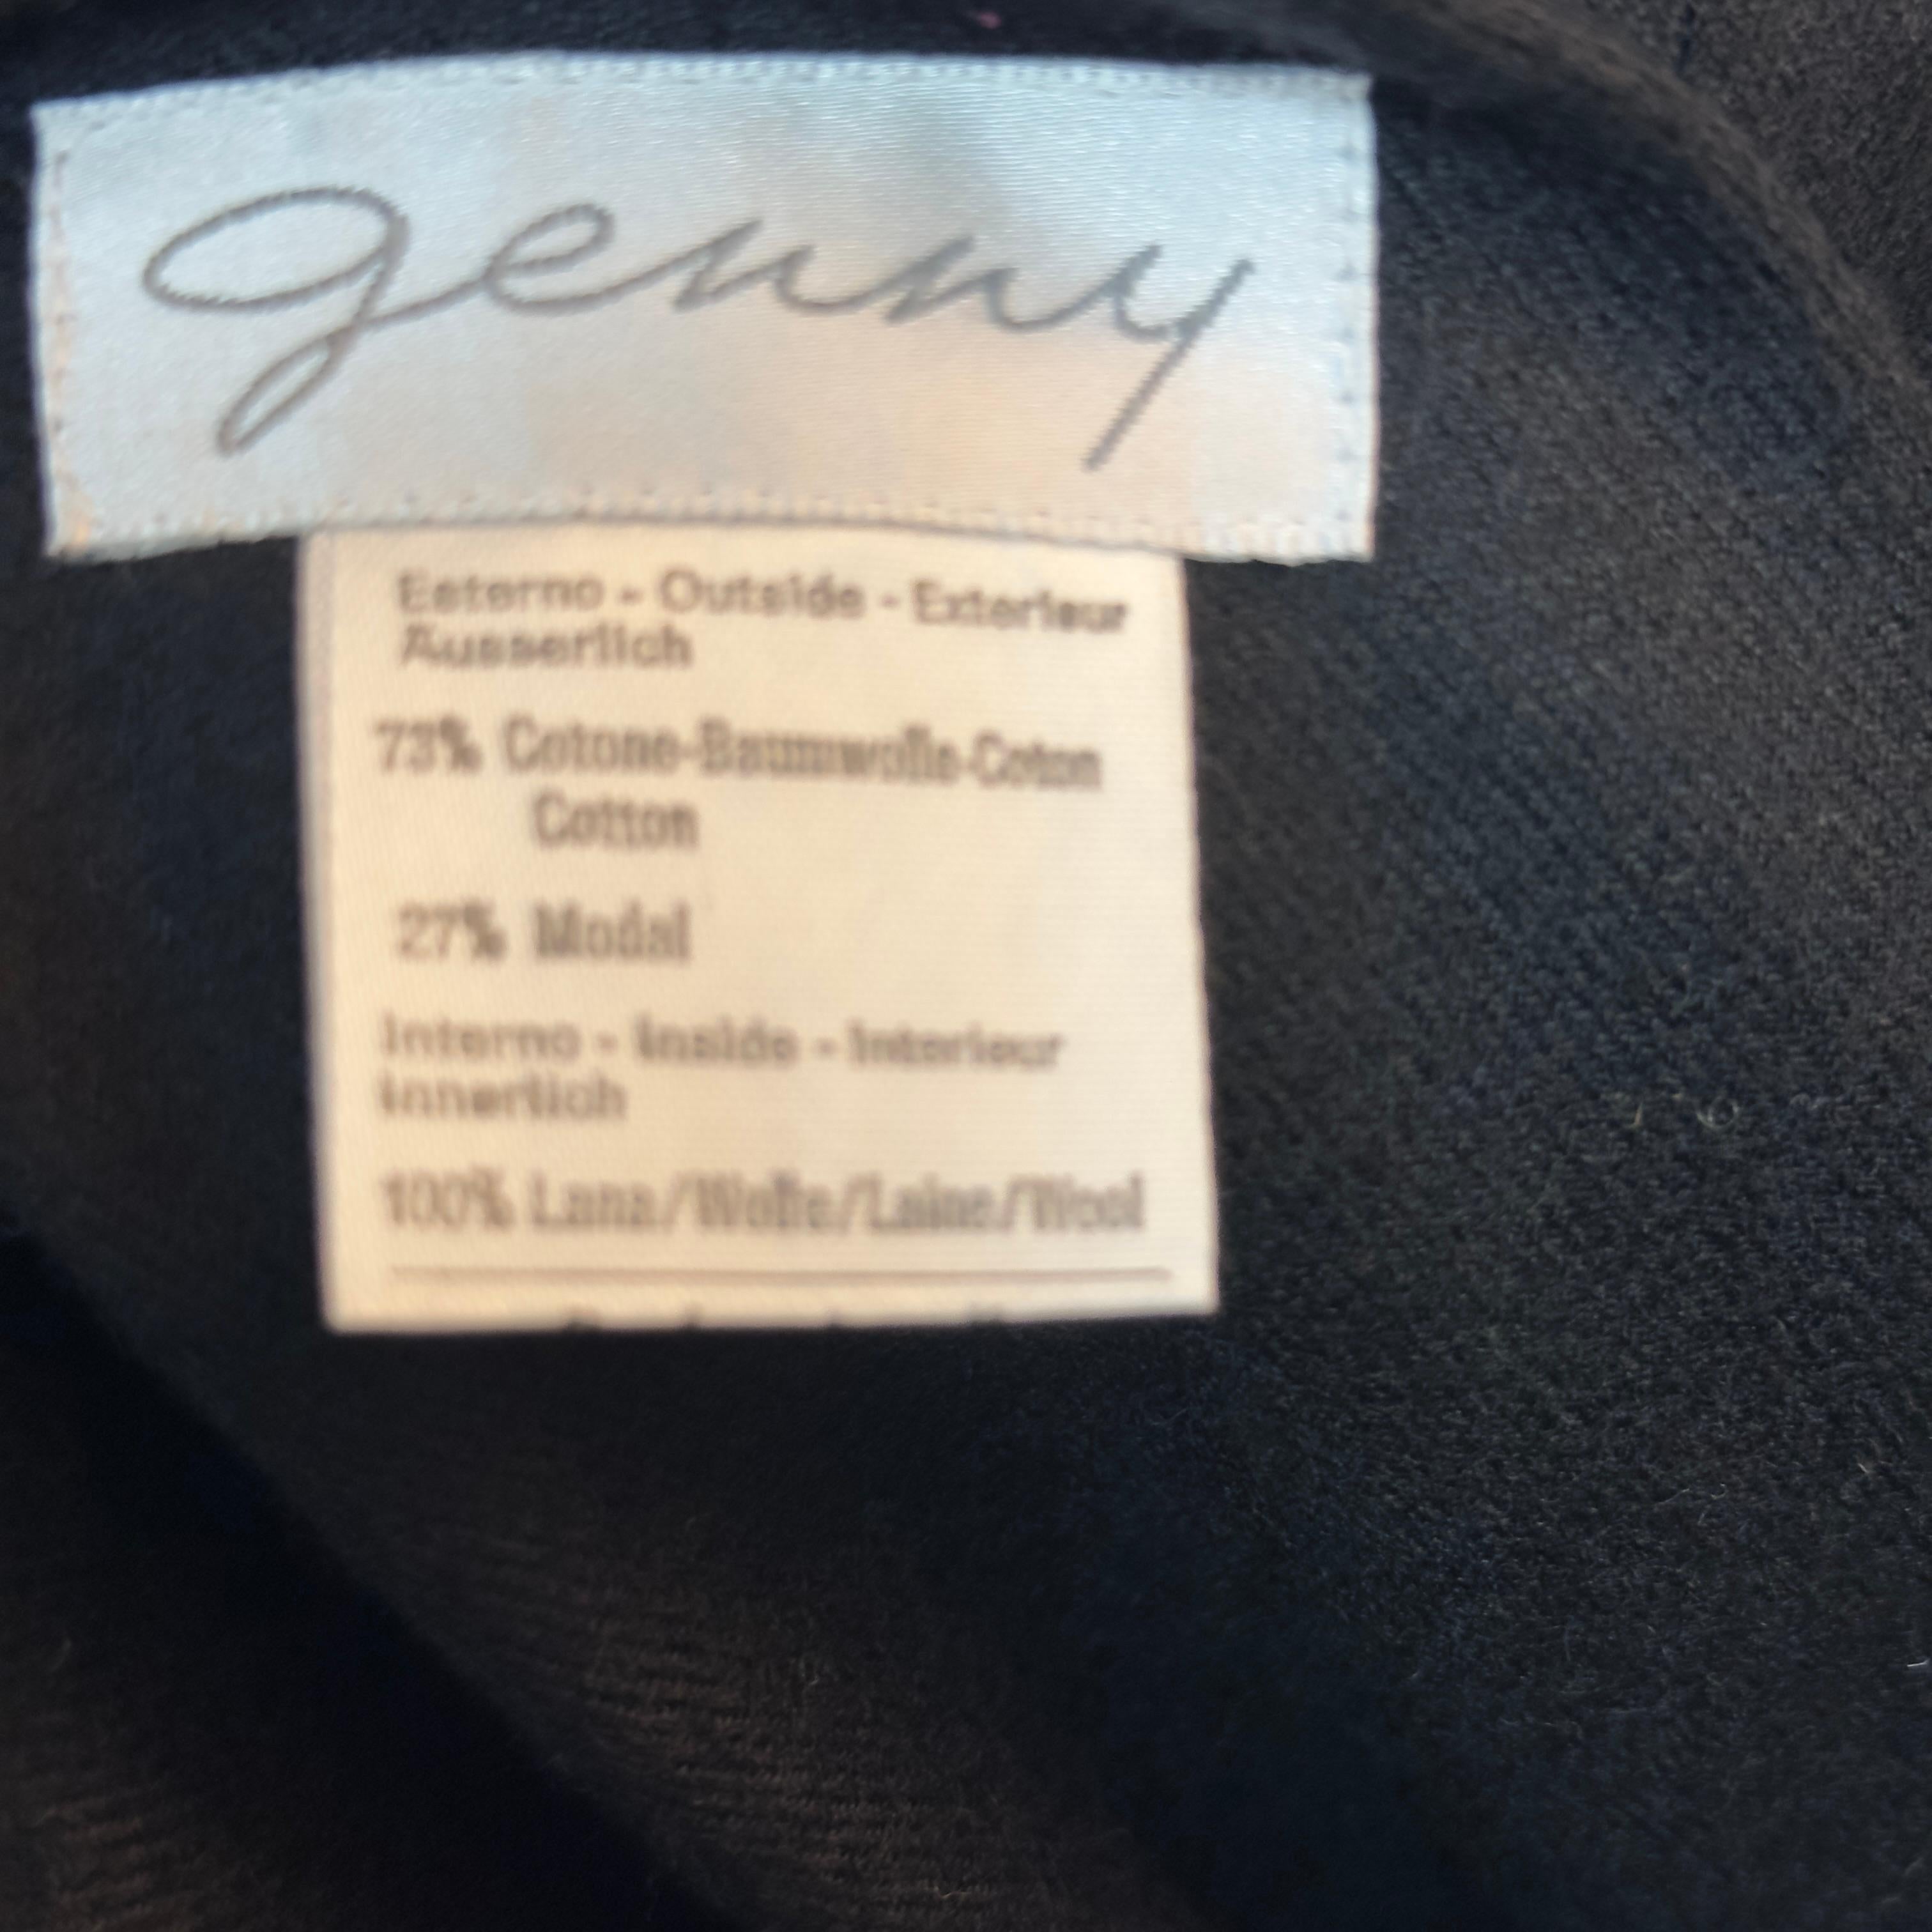 genny
Esterno - Outside - Exterieur
Äusserlich
73% Cotone-Baumwolle-Coton
Cotton
27% Modal
Interno - Inside - Interieur
Innerlich
100% Lana/Wolle/Laine/Wool